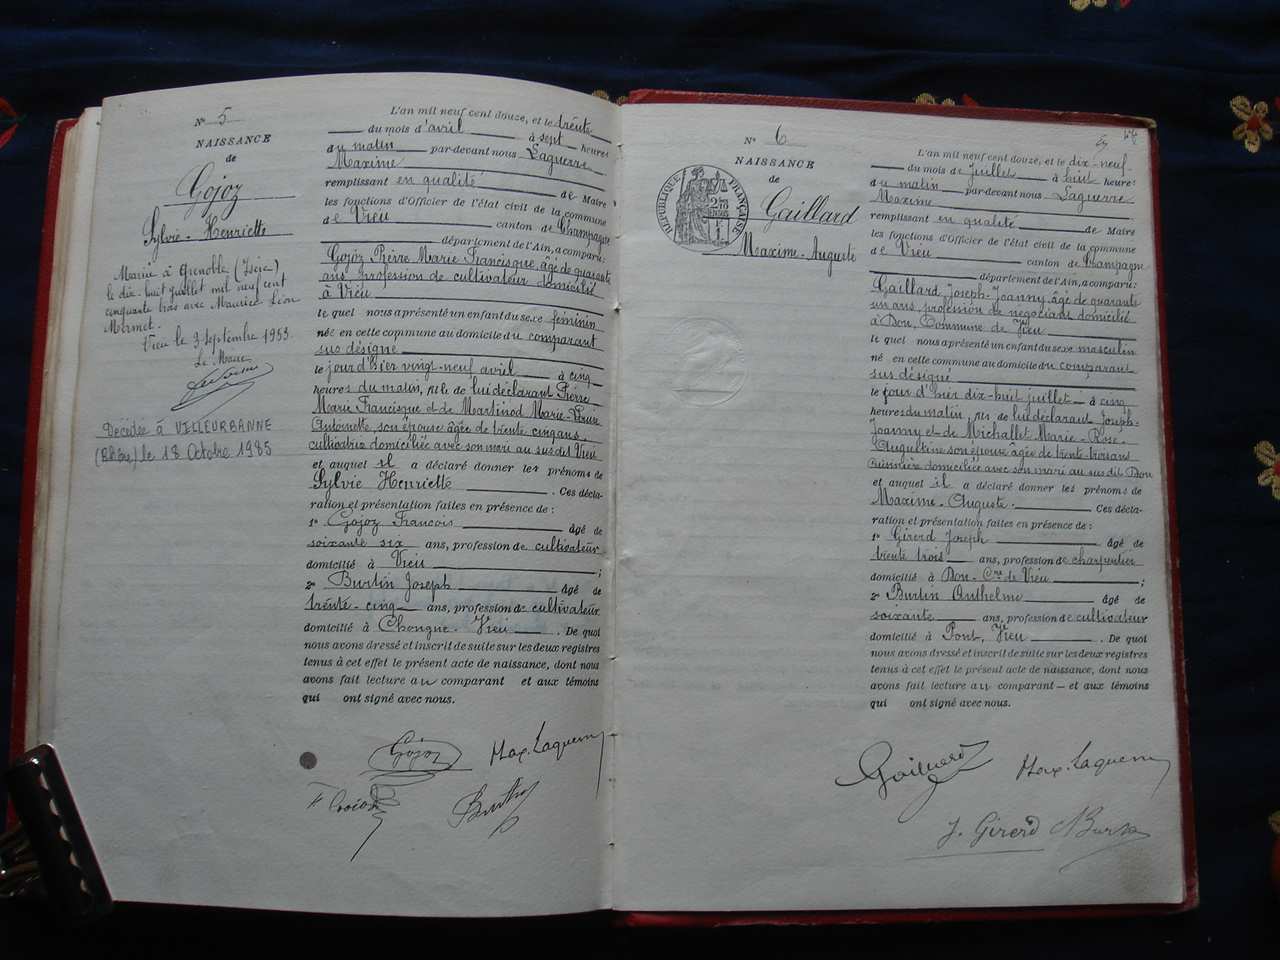 N° 5
NAISSANCE
de
Gojoz
Sylvie-Henriette
Mariée à Grenoble (Isère)
le dix-huit juillet mil neuf cent
cinquante trois avec Maurice Léon
Mermet.
Vieu le 9 septembre 1953
Le Maire
Décédée à VILLEURBANNE
(Rhône) le 18 Octobre 1985
L'an mil neuf cent douze, et le trente
du mois d'avril à sept heures
du matin par-devant nous Laguerre
Maxime
remplissant en qualité de Maire
les fonctions d'Officier de l'état civil de la commune
de Vieu canton de Champagne
département de l'Ain, a comparu:
Gojoz Pierre Marie Francisque, âgé de quarante
ans, profession de cultivateur domicilié
à Vieu
lequel nous a présenté un enfant du sexe féminin
née en cette commune au domicile du comparant
sus désigné
le jour d'hier vingt-neuf avril à cinq
heures du matin, fille de lui déclarant Pierre
Marie Francisque et de Martinod Marie-
Antoinette, son épouse âgée de trente cinq ans,
cultivatrice domiciliée avec son mari au sus dit Vieu
et auquel il a déclaré donner les prénoms de
Sylvie Henriette . Ces décla-
ration et présentation faites en présence de :
1° Gojoz François âgé de
soixante six ans, profession de cultivateur
domicilié à Vieu ;
2° Burtin Joseph âgé de
trente-cinq ans, profession de cultivateur
domicilié à Chongne-Vieu . De quoi
nous avons dressé et inscrit de suite sur les deux registres
tenus à cet effet le présent acte de naissance, dont nous
avons fait lecture au comparant et aux témoins
qui ont signé avec nous.
Gojoz Max. Laguerre
N° 6
NAISSANCE
de
RÉPUBLIQUE FRANÇAISE
Gaillard
Maxime-Auguste
L'an mil neuf cent douze, et le dix-neuf
du mois de juillet à huit heures
du matin par-devant nous Laguerre
Maxime
remplissant en qualité de Maire
les fonctions d'Officier de l'état civil de la commune
de Vieu canton de Champagne
département de l'Ain, a comparu:
Gaillard Joseph-Joanny âgé de quarante
un ans, profession de négociant domicilié
à Don, Commune de Vieu
lequel nous a présenté un enfant du sexe masculin
né en cette commune au domicile du comparant
sus désigné
le jour d'hier dix-huit juillet à cinq
heures du matin, fils de lui déclarant Joseph-
Joanny et de Michallet Marie-Rose-
Augustine son épouse âgée de trente trois ans
domiciliée avec son mari au sus dit Don
et auquel il a déclaré donner les prénoms de
Maxime-Auguste. Ces décla-
ration et présentation faites en présence de :
1° Girerd Joseph âgé de
trente trois ans, profession de charpentier
domicilié à Don-Cne de Vieu ;
2° Burtin Anthelme âgé de
soixante ans, profession de cultivateur
domicilié à Pont, Vieu . De quoi
nous avons dressé et inscrit de suite sur les deux registres
tenus à cet effet le présent acte de naissance, dont nous
avons fait lecture au comparant et aux témoins
qui ont signé avec nous.
Gaillard Max. Laguerre
J. Girerd